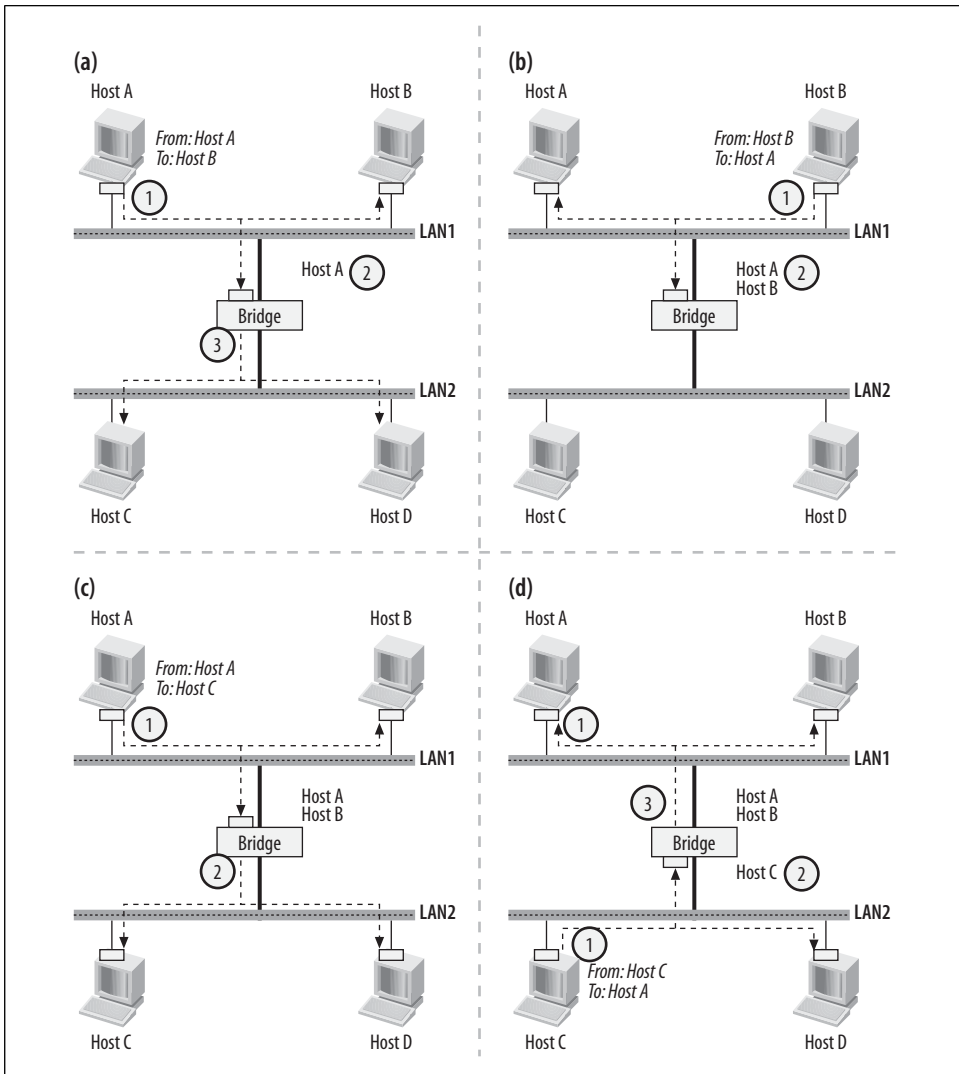 (a)
Host A
Host B
From: Host A
To: Host B
1
LAN1
Host A
2
Bridge
3
LAN2
Host C
Host D
(b)
Host A
Host B
From: Host B
To: Host A
1
LAN1
Host A
Host B
2
Bridge
LAN2
Host C
Host D
(c)
Host A
Host B
From: Host A
To: Host C
1
LAN1
Host A
Host B
Bridge
2
LAN2
Host C
Host D
(d)
Host A
Host B
1
LAN1
3
Host A
Host B
Bridge
Host C
2
LAN2
1
From: Host C
To: Host A
Host C
Host D